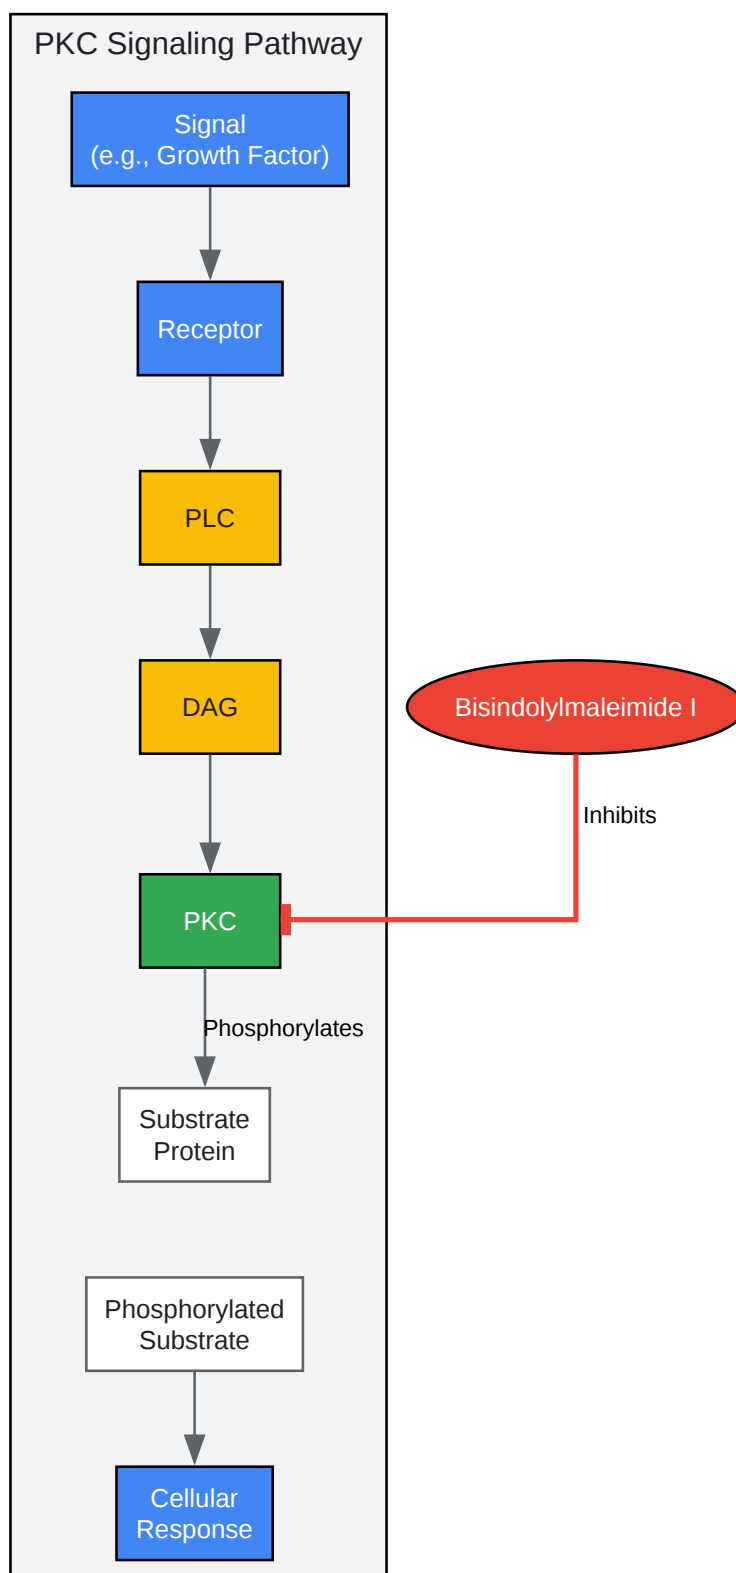 PKC Signaling Pathway
Signal
(e.g., Growth Factor)
Receptor
PLC
DAG
Bisindolylmaleimide I
Inhibits
PKC
Phosphorylates
Substrate
Protein
Phosphorylated
Substrate
Cellular
Response